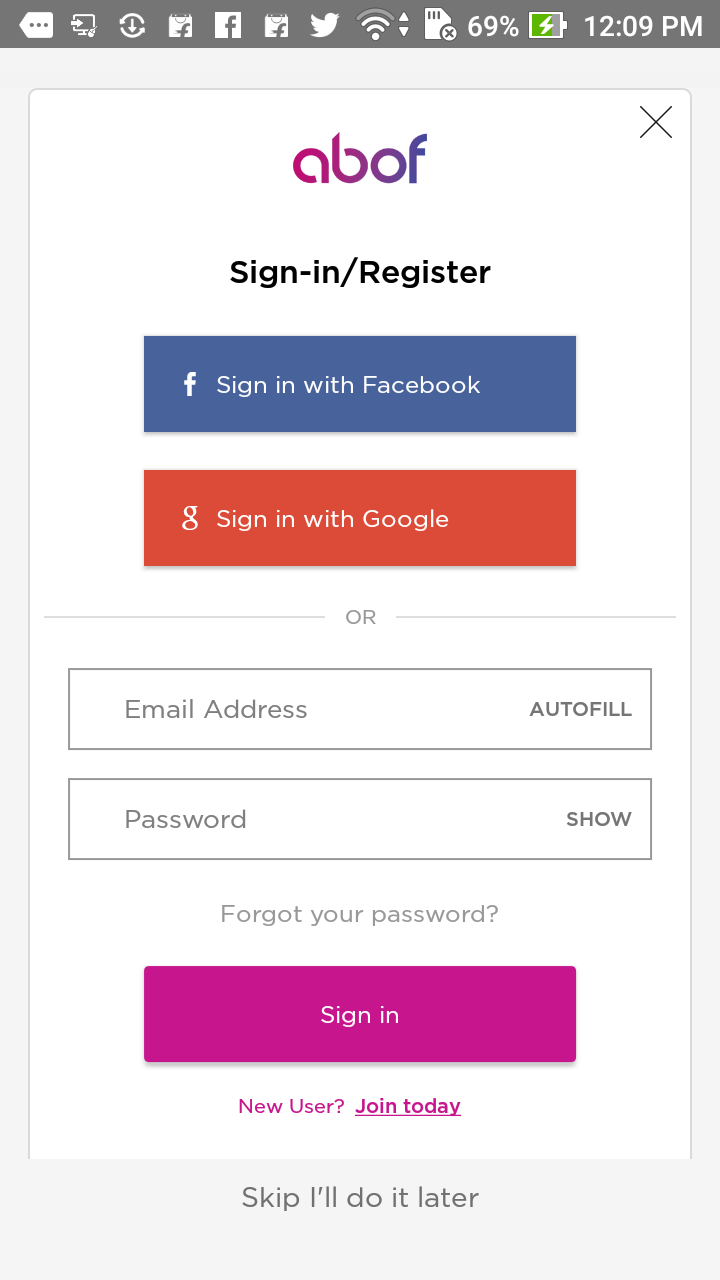 69% 12:09 PM
abof
Sign-in/Register
f Sign in with Facebook
g Sign in with Google
OR
Email Address AUTOFILL
Password SHOW
Forgot your password?
Sign in
New User? Join today
Skip I'll do it later